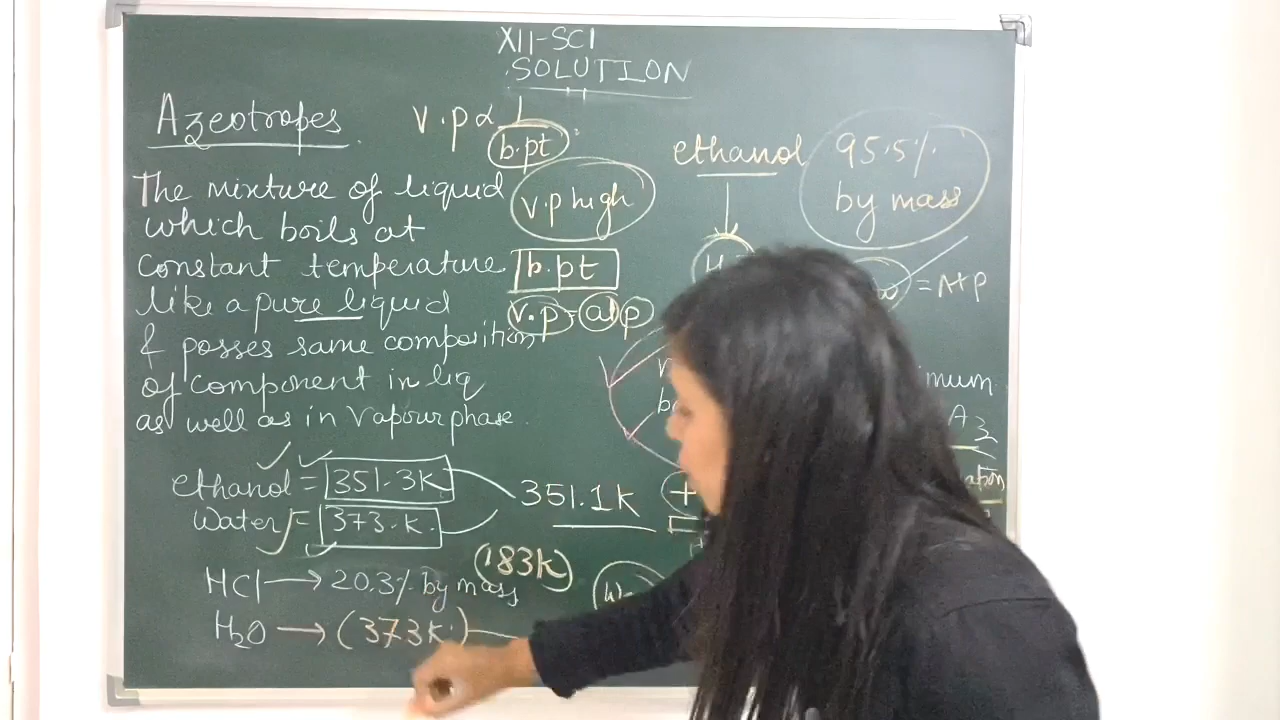 XII-SCI
SOLUTION
Azeotropes
v.p ∝ 1
b.pt
The mixture of liquid
which boils at
constant temperature
like a pure liquid
& posses same composition
of component in liq
as well as in vapour phase.
v.p high
b.pt
v.p = al p
ethanol 95.5%
by mass
= A+p
ethanol = 351.3K
Water = 373.K.
351.1K
+
HCl → 20.3% by mass
(183K)
H2O → (373K.)